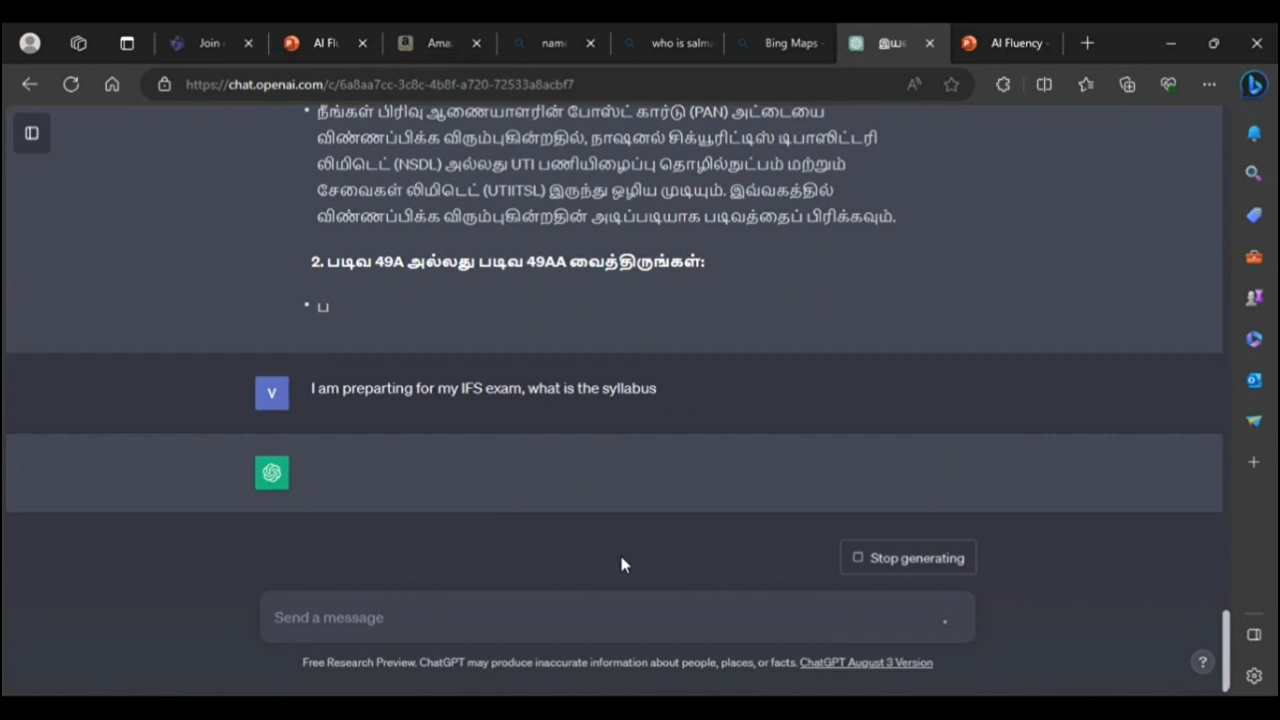 Join
AI Fl
Ama
nam
who is salm
Bing Maps
இய
AI Fluency
https://chat.openai.com/c/6a8aa7cc-3c8c-4b8f-a720-72533a8acbf7
• நீங்கள் பிரிவு ஆணையாளரின் போஸ்ட் கார்டு (PAN) அட்டையை
விண்ணப்பிக்க விரும்புகின்றதில், நாஷனல் சிக்யூரிட்டிஸ் டிபாஸிட்டரி
லிமிடெட் (NSDL) அல்லது UTI பணியிழைப்பு தொழில்நுட்பம் மற்றும்
சேவைகள் லிமிடெட் (UTIITSL) இருந்து ஒழிய முடியும். இவ்வகத்தில்
விண்ணப்பிக்க விரும்புகின்றதின் அடிப்படியாக படிவத்தைப் பிரிக்கவும்.
2. படிவ 49A அல்லது படிவ 49AA வைத்திருங்கள்:
• ப
V
I am preparting for my IFS exam, what is the syllabus
Stop generating
Send a message
Free Research Preview. ChatGPT may produce inaccurate information about people, places, or facts. ChatGPT August 3 Version